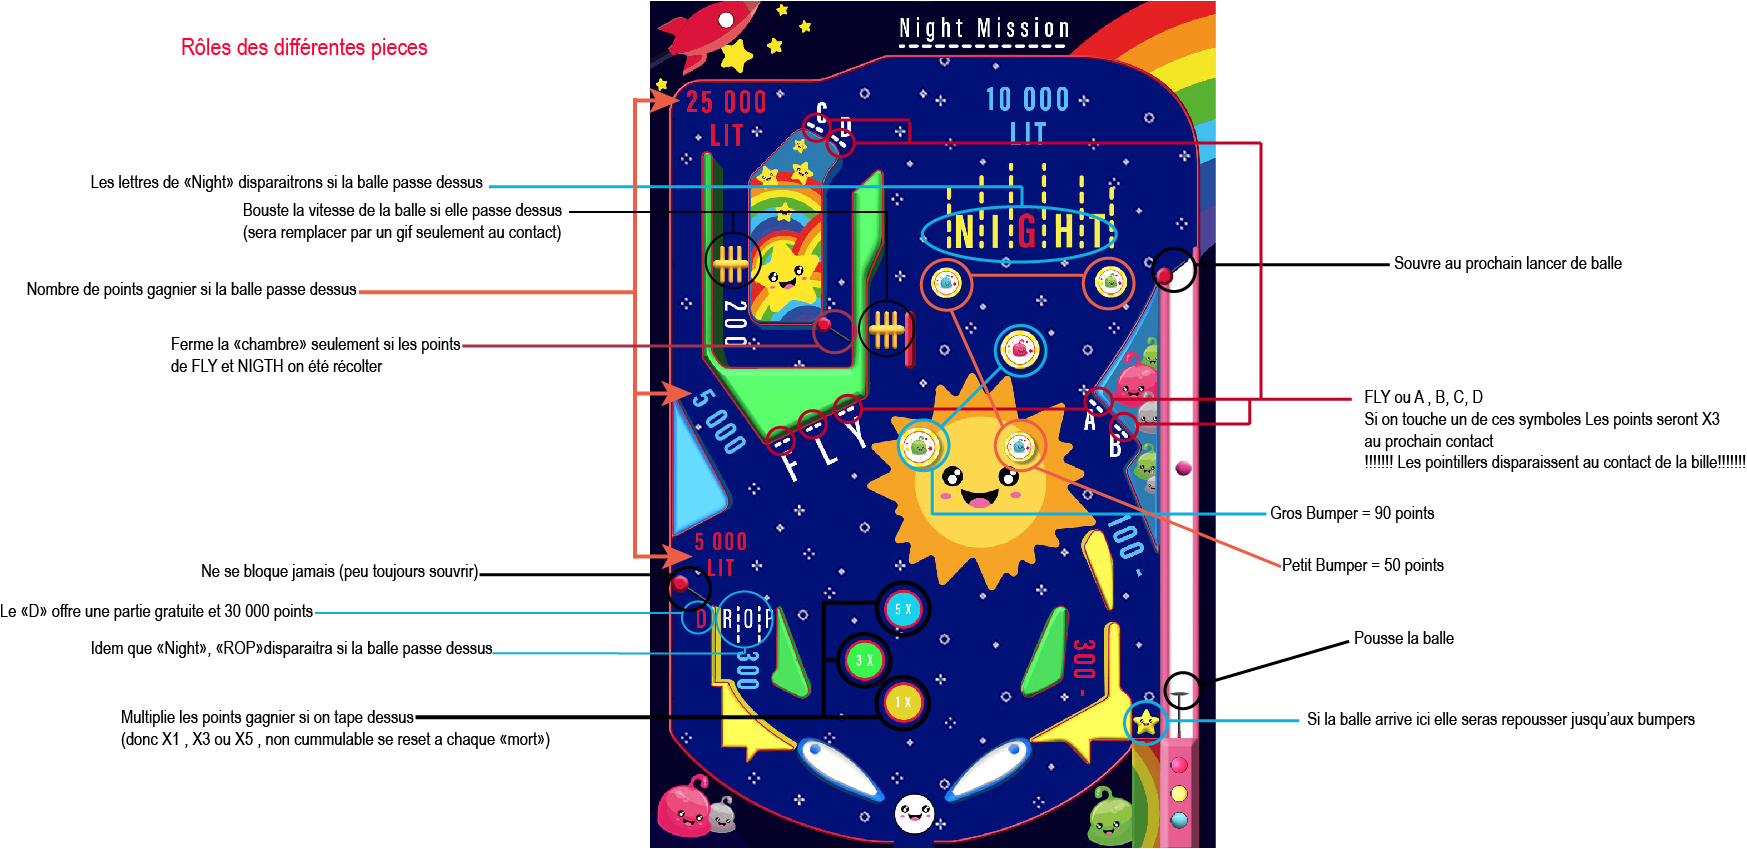 Rôles des différentes pieces
Night Mission
25 000
LIT
10 000
LIT
C
D
Les lettres de «Night» disparaitrons si la balle passe dessus
Bouste la vitesse de la balle si elle passe dessus
(sera remplacer par un gif seulement au contact)
NIGHT
Souvre au prochain lancer de balle
Nombre de points gagnier si la balle passe dessus
200
Ferme la «chambre» seulement si les points
de FLY et NIGTH on été récolter
5 000
FLY
A
B
FLY ou A , B, C, D
Si on touche un de ces symboles Les points seront X3
au prochain contact
!!!!!!! Les pointillers disparaissent au contact de la bille!!!!!!!
100 -
Gros Bumper = 90 points
5 000
LIT
Petit Bumper = 50 points
Ne se bloque jamais (peu toujours souvrir)
Le «D» offre une partie gratuite et 30 000 points
D ROP
5 X
Idem que «Night», «ROP»disparaitra si la balle passe dessus
300
3 X
300 -
Pousse la balle
1 X
Multiplie les points gagnier si on tape dessus
(donc X1 , X3 ou X5 , non cummulable se reset a chaque «mort»)
Si la balle arrive ici elle seras repousser jusqu'aux bumpers